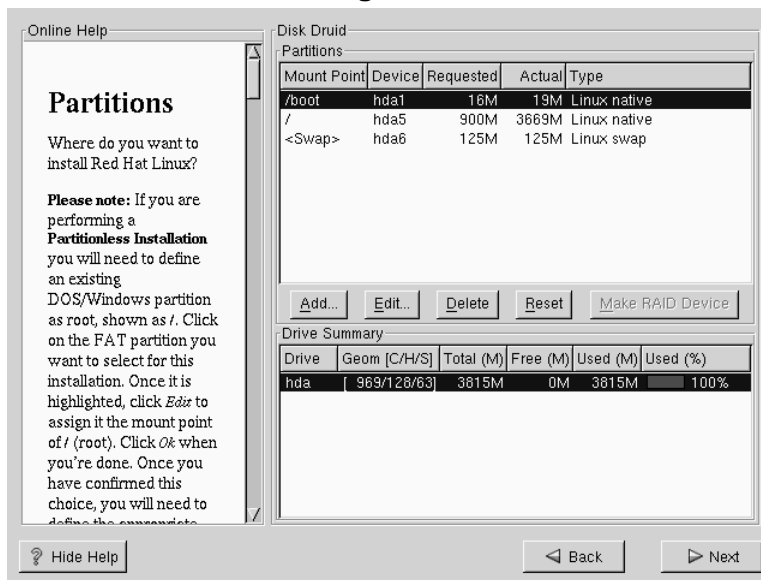 Online Help
Partitions
Where do you want to
install Red Hat Linux?
Please note: If you are
performing a
Partitionless Installation
you will need to define
an existing
DOS/Windows partition
as root, shown as /. Click
on the FAT partition you
want to select for this
installation. Once it is
highlighted, click Edit to
assign it the mount point
of / (root). Click Ok when
you're done. Once you
have confirmed this
choice, you will need to
define the appropriate
Disk Druid
Partitions
Mount Point Device Requested Actual Type
/boot hda1 16M 19M Linux native
/ hda5 900M 3669M Linux native
<Swap> hda6 125M 125M Linux swap
Add... Edit... Delete Reset Make RAID Device
Drive Summary
Drive Geom [C/H/S] Total (M) Free (M) Used (M) Used (%)
hda [ 969/128/63] 3815M 0M 3815M 100%
Hide Help Back Next